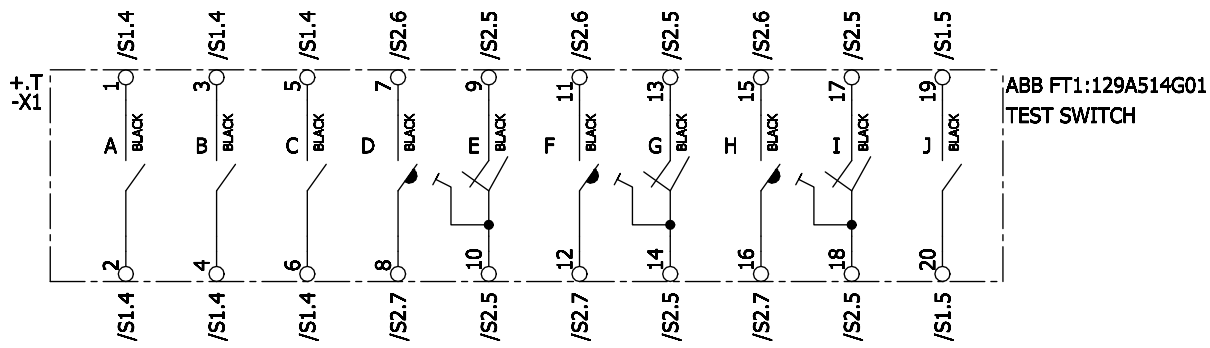 /S1.4 /S1.4 /S1.4 /S2.6 /S2.5 /S2.6 /S2.5 /S2.6 /S2.5 /S1.5
+.T
-X1
1 3 5 7 9 11 13 15 17 19
ABB FT1:129A514G01
TEST SWITCH
A BLACK B BLACK C BLACK D BLACK E BLACK F BLACK G BLACK H BLACK I BLACK J BLACK
2 4 6 8 10 12 14 16 18 20
/S1.4 /S1.4 /S1.4 /S2.7 /S2.5 /S2.7 /S2.5 /S2.7 /S2.5 /S1.5